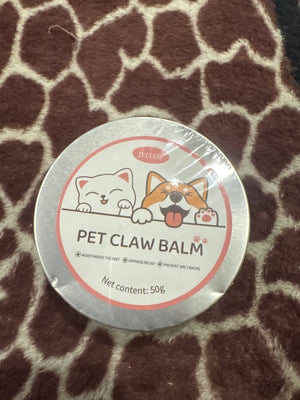 PET CLAW BALM
MOISTURIZES THE FEET DRYNESS RELIEF PREVENT DRY CRACKS
Net content: 50g